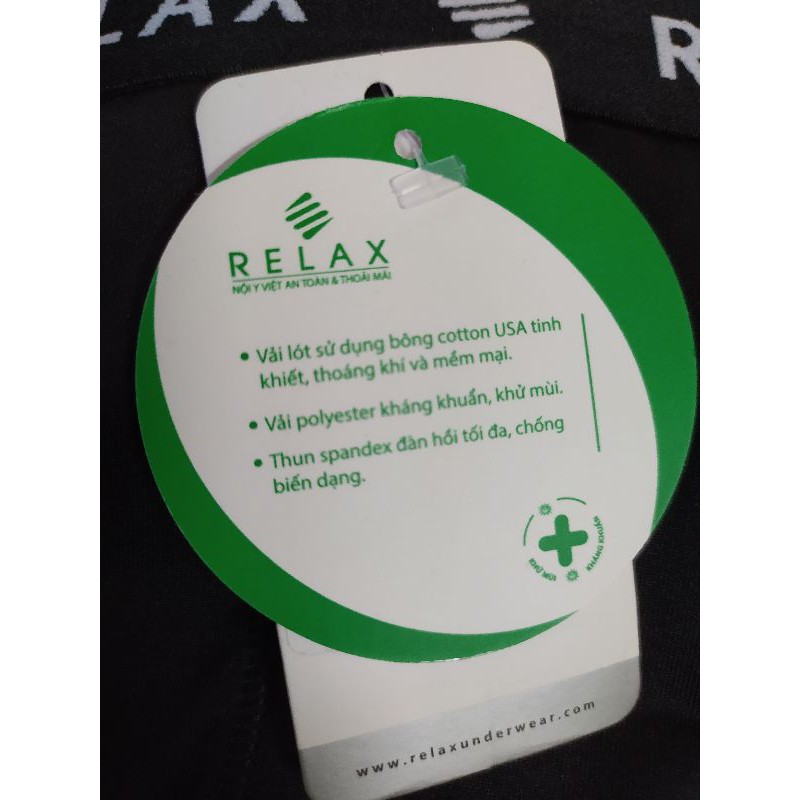 LAX
R
RELAX
NỘI Y VIỆT AN TOÀN & THOẢI MÁI
• Vải lót sử dụng bông cotton USA tinh
khiết, thoáng khí và mềm mại.
• Vải polyester kháng khuẩn, khử mùi.
• Thun spandex đàn hồi tối đa, chống
biến dạng.
KHÁNG KHUẨN
KHỬ MÙI
www.relaxunderwear.com